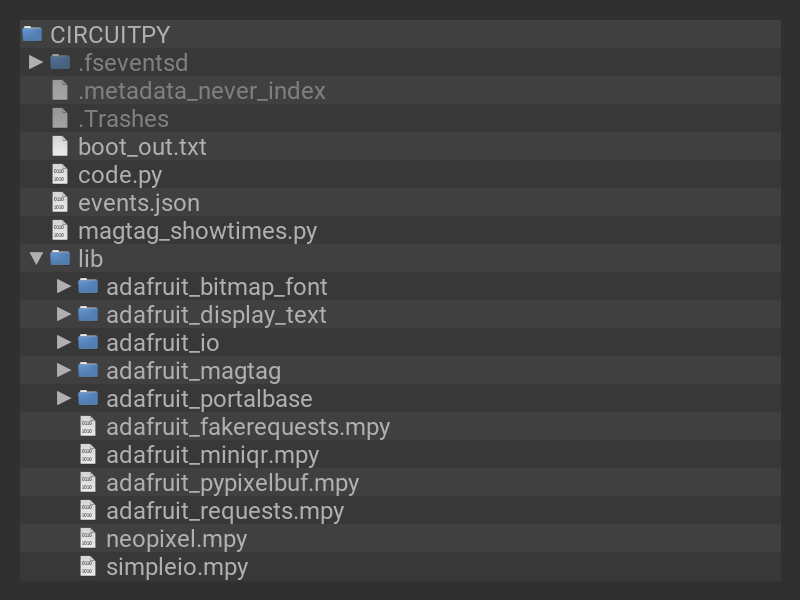 CIRCUITPY
.fseventsd
.metadata_never_index
.Trashes
boot_out.txt
code.py
events.json
magtag_showtimes.py
lib
adafruit_bitmap_font
adafruit_display_text
adafruit_io
adafruit_magtag
adafruit_portalbase
adafruit_fakerequests.mpy
adafruit_miniqr.mpy
adafruit_pypixelbuf.mpy
adafruit_requests.mpy
neopixel.mpy
simpleio.mpy